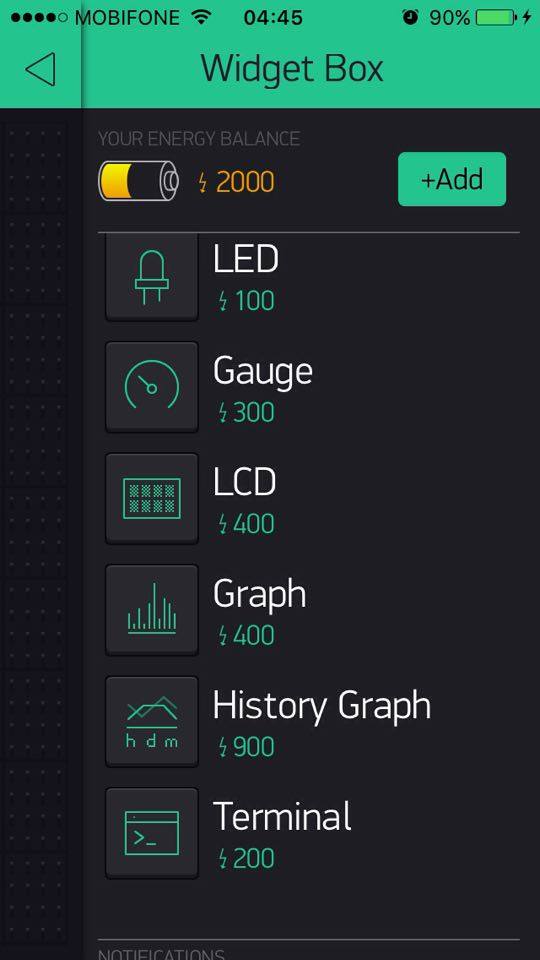 MOBIFONE 04:45 90%
Widget Box
YOUR ENERGY BALANCE
2000
+Add
LED
100
Gauge
300
LCD
400
Graph
400
History Graph
h d m
900
Terminal
>_
200
NOTIFICATIONS